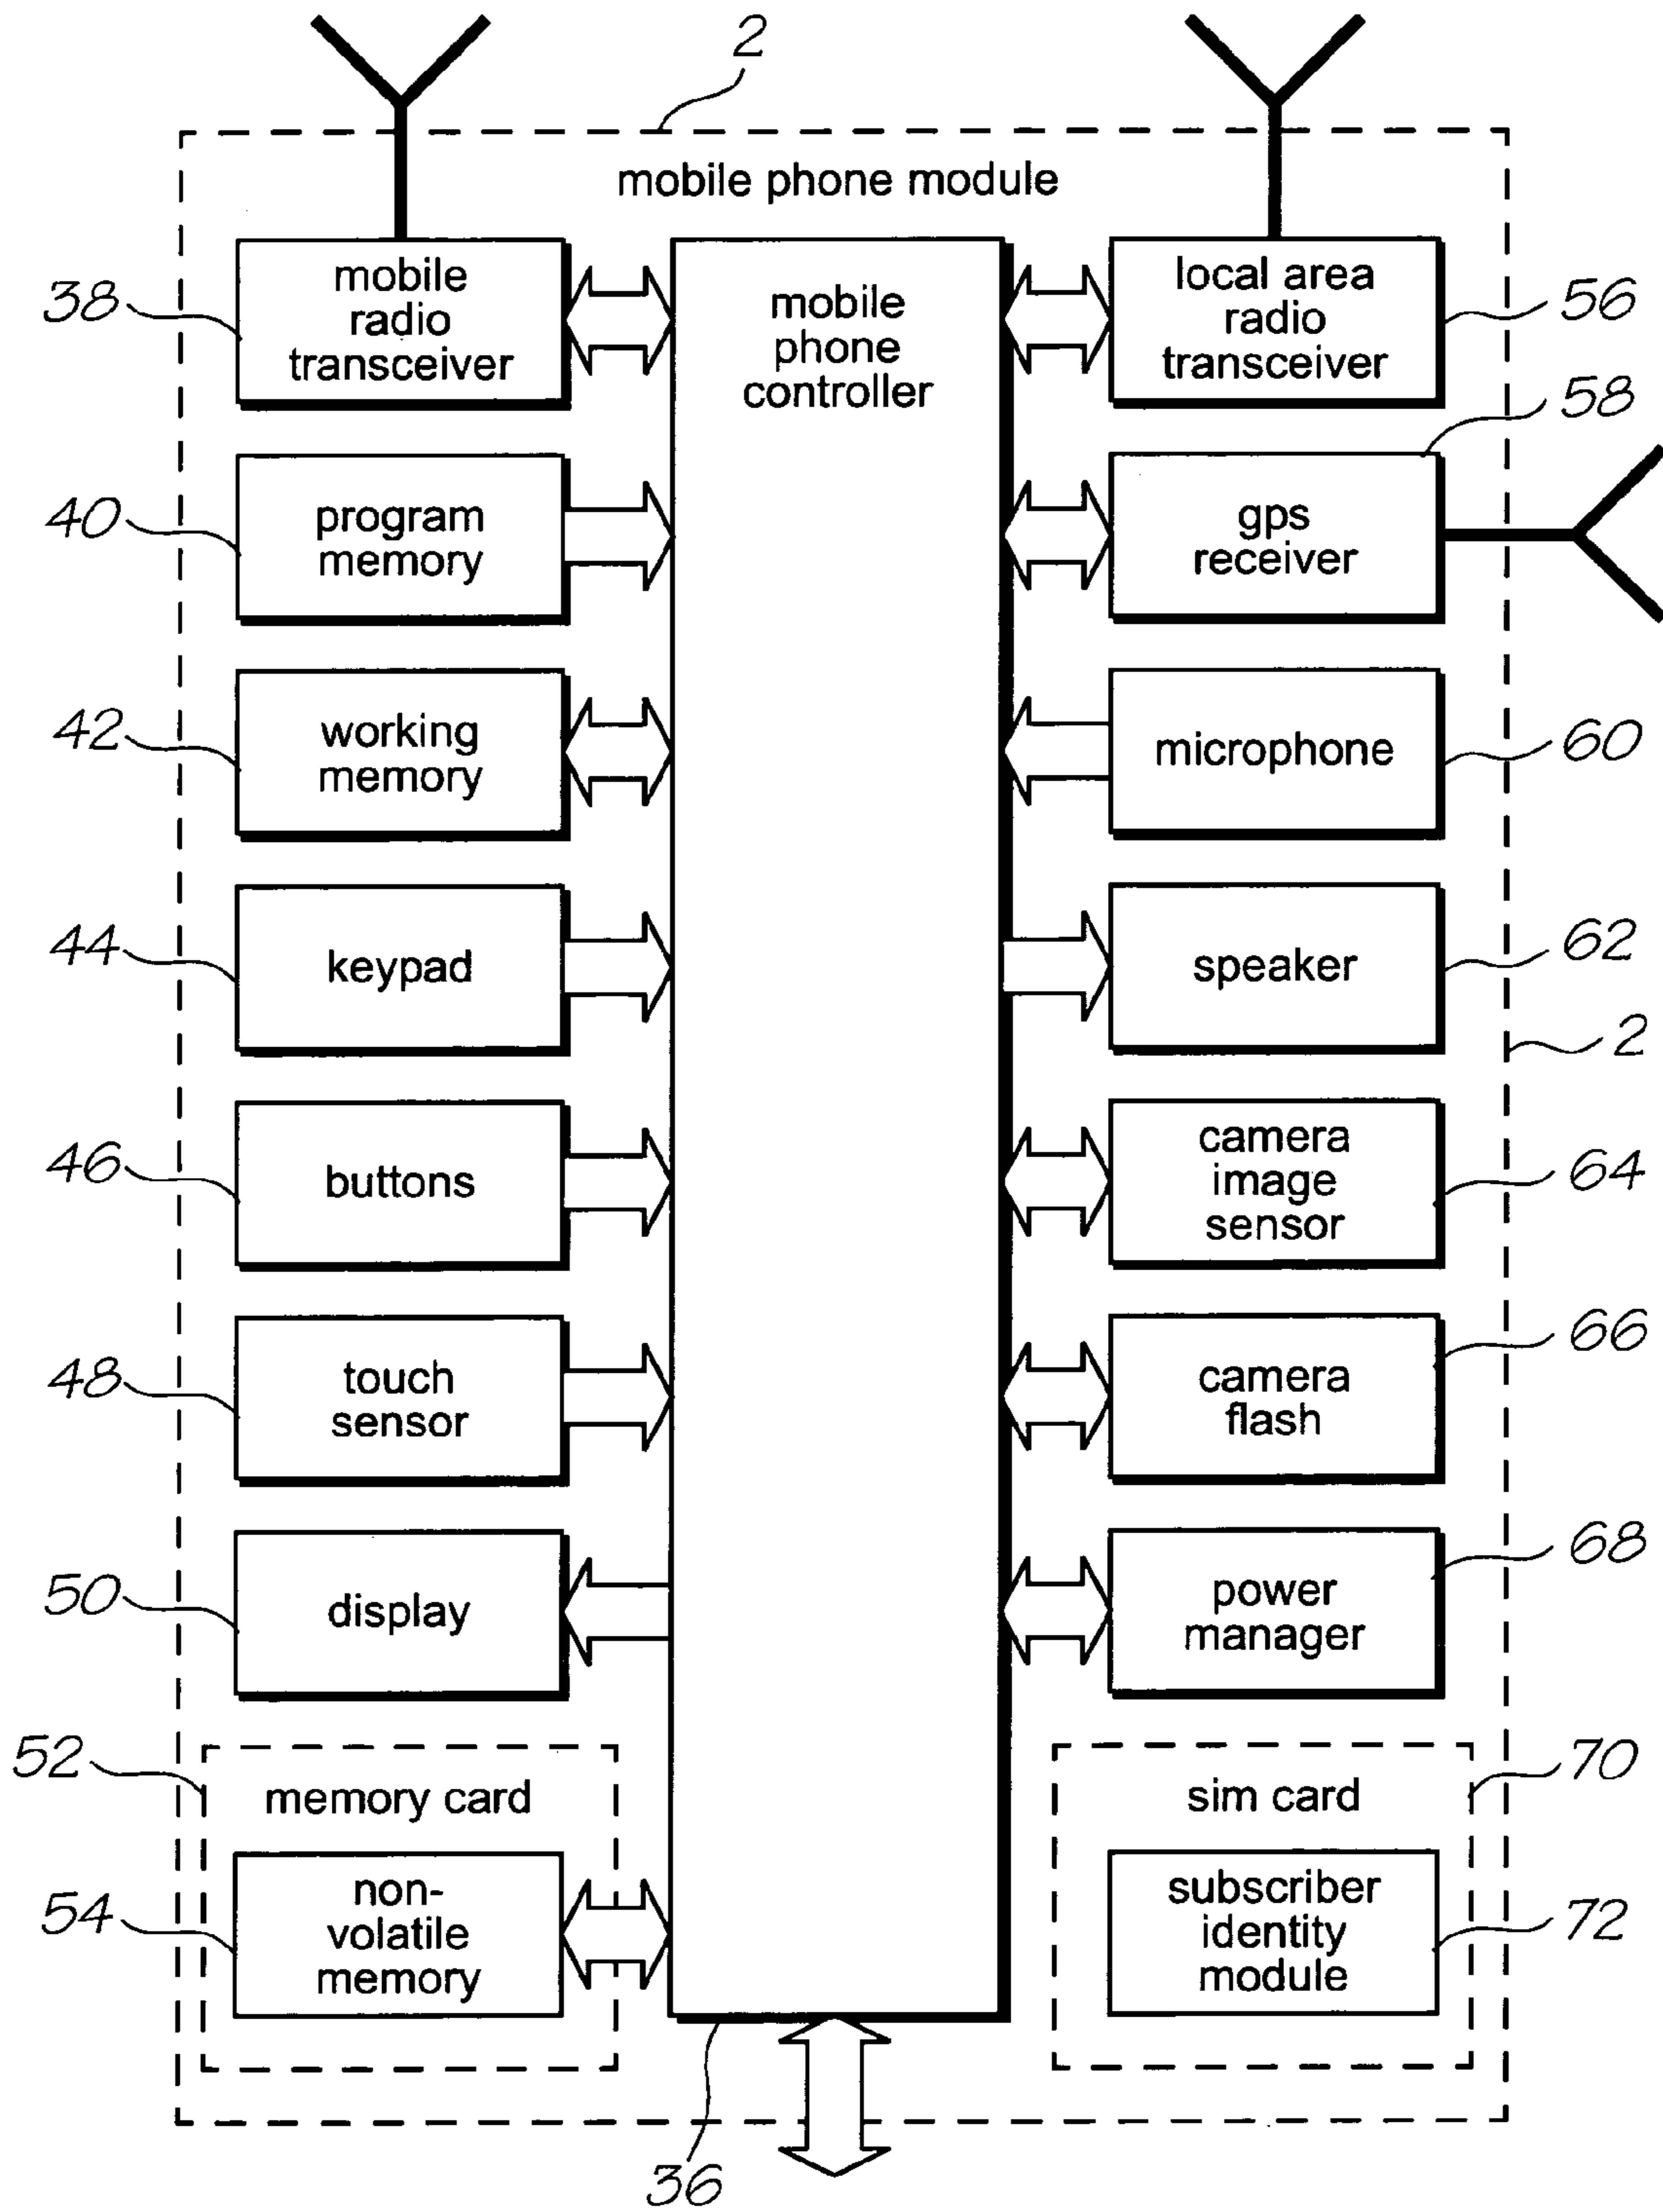 2
mobile phone module
38
mobile
radio
transceiver
mobile
phone
controller
local area
radio
transceiver
56
58
40
program
memory
gps
receiver
42
working
memory
microphone
60
44
keypad
speaker
62
2
46
buttons
camera
image
sensor
64
48
touch
sensor
camera
flash
66
50
display
power
manager
68
52
memory card
sim card
70
54
non-
volatile
memory
subscriber
identity
module
72
36